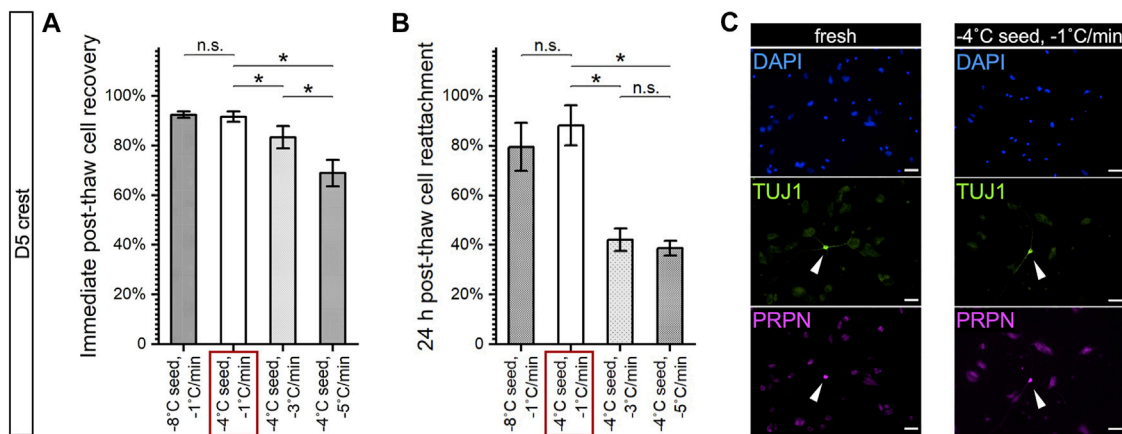 D5 crest
A
Immediate post-thaw cell recovery
n.s.
*
*
*
100%
80%
60%
40%
20%
0
-8˚C seed,
-1˚C/min
-4˚C seed,
-1˚C/min
-4˚C seed,
-3˚C/min
-4˚C seed,
-5˚C/min
B
24 h post-thaw cell reattachment
n.s.
*
*
n.s.
100%
80%
60%
40%
20%
0
-8˚C seed,
-1˚C/min
-4˚C seed,
-1˚C/min
-4˚C seed,
-3˚C/min
-4˚C seed,
-5˚C/min
C
fresh
-4˚C seed, -1˚C/min
DAPI
DAPI
TUJ1
TUJ1
PRPN
PRPN